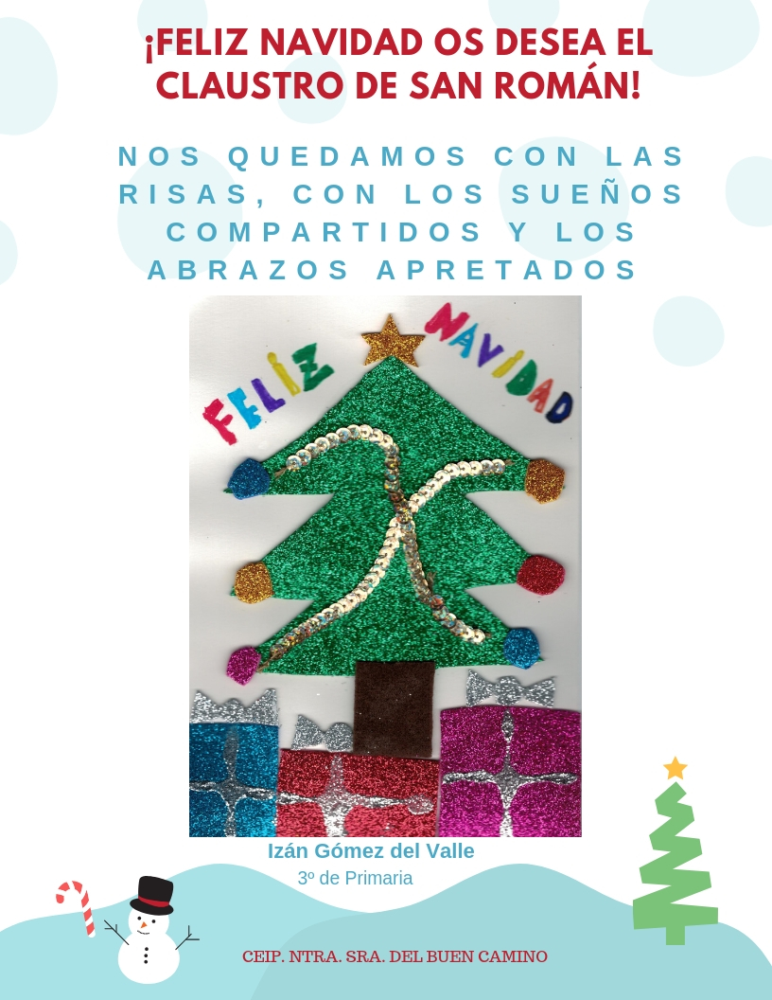 ¡FELIZ NAVIDAD OS DESEA EL
CLAUSTRO DE SAN ROMÁN!
NOS QUEDAMOS CON LAS
RISAS, CON LOS SUEÑOS
COMPARTIDOS Y LOS
ABRAZOS APRETADOS
FELIZ NAVIDAD
Izán Gómez del Valle
3º de Primaria
CEIP. NTRA. SRA. DEL BUEN CAMINO